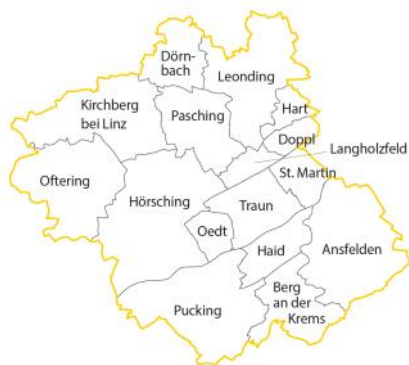 Dörn-
bach
Leonding
Kirchberg
bei Linz
Pasching
Hart
Doppl
Langholzfeld
St. Martin
Oftering
Hörsching
Traun
Oedt
Haid
Ansfelden
Berg
an der
Krems
Pucking